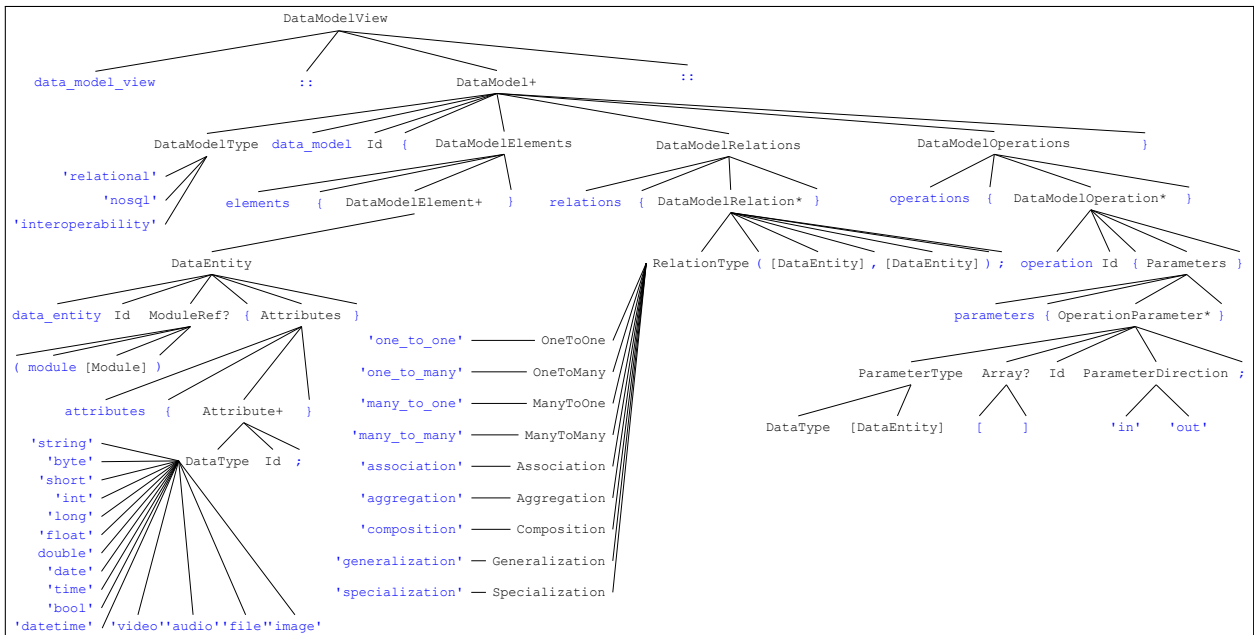 DataModelView
data_model_view :: DataModel+ ::
DataModelType data_model Id { DataModelElements DataModelRelations DataModelOperations }
'relational'
'nosql'
'interoperability'
elements { DataModelElement+ } relations { DataModelRelation* } operations { DataModelOperation* }
DataEntity RelationType ( [DataEntity] , [DataEntity] ) ; operation Id { Parameters }
data_entity Id ModuleRef? { Attributes } parameters { OperationParameter* }
( module [Module] )
'one_to_one' OneToOne
'one_to_many' OneToMany ParameterType Array? Id ParameterDirection ;
'many_to_one' ManyToOne
attributes { Attribute+ }
DataType [DataEntity] [ ] 'in' 'out'
'many_to_many' ManyToMany
'string'
'byte' DataType Id ;
'association' Association
'short'
'int'
'aggregation' Aggregation
'long'
'float'
'composition' Composition
double'
'date'
'generalization' Generalization
'time'
'specialization' Specialization
'bool'
'datetime' 'video' 'audio' 'file' 'image'